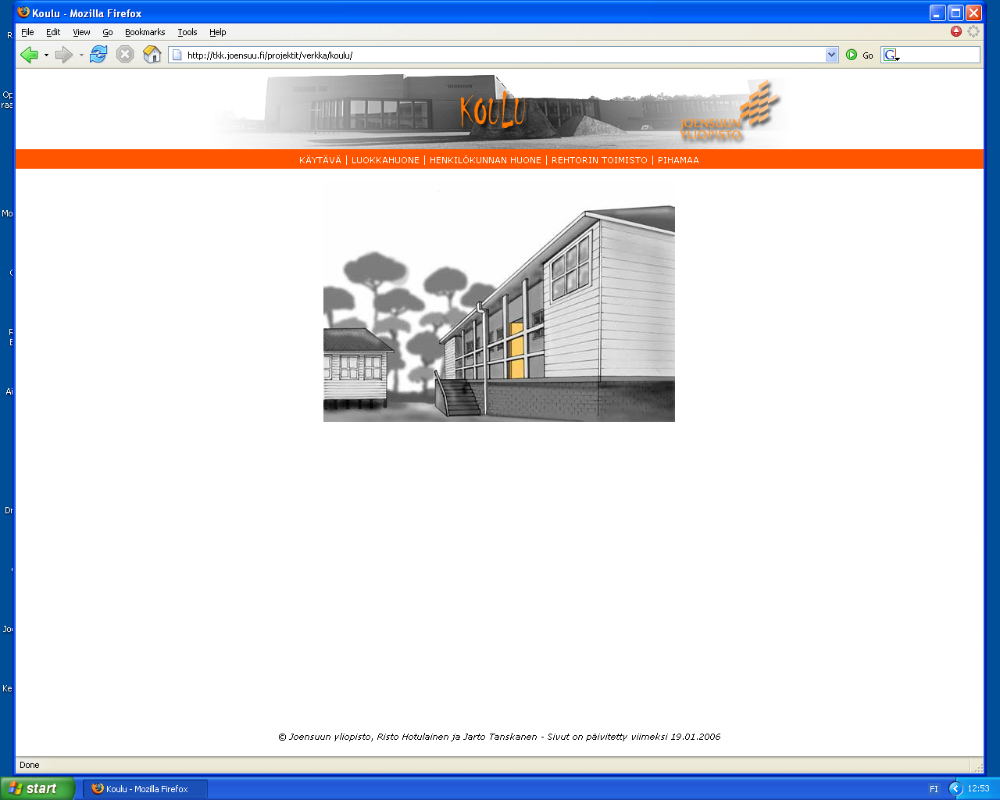 Koulu - Mozilla Firefox
File Edit View Go Bookmarks Tools Help
http://tkk.joensuu.fi/projektit/verkka/koulu/ Go G
KOULU
JOENSUUN
YLIOPISTO
KÄYTÄVÄ | LUOKKAHUONE | HENKILÖKUNNAN HUONE | REHTORIN TOIMISTO | PIHAMAA
© Joensuun yliopisto, Risto Hotulainen ja Jarto Tanskanen - Sivut on päivitetty viimeksi 19.01.2006
Done
start Koulu - Mozilla Firefox FI 12:53